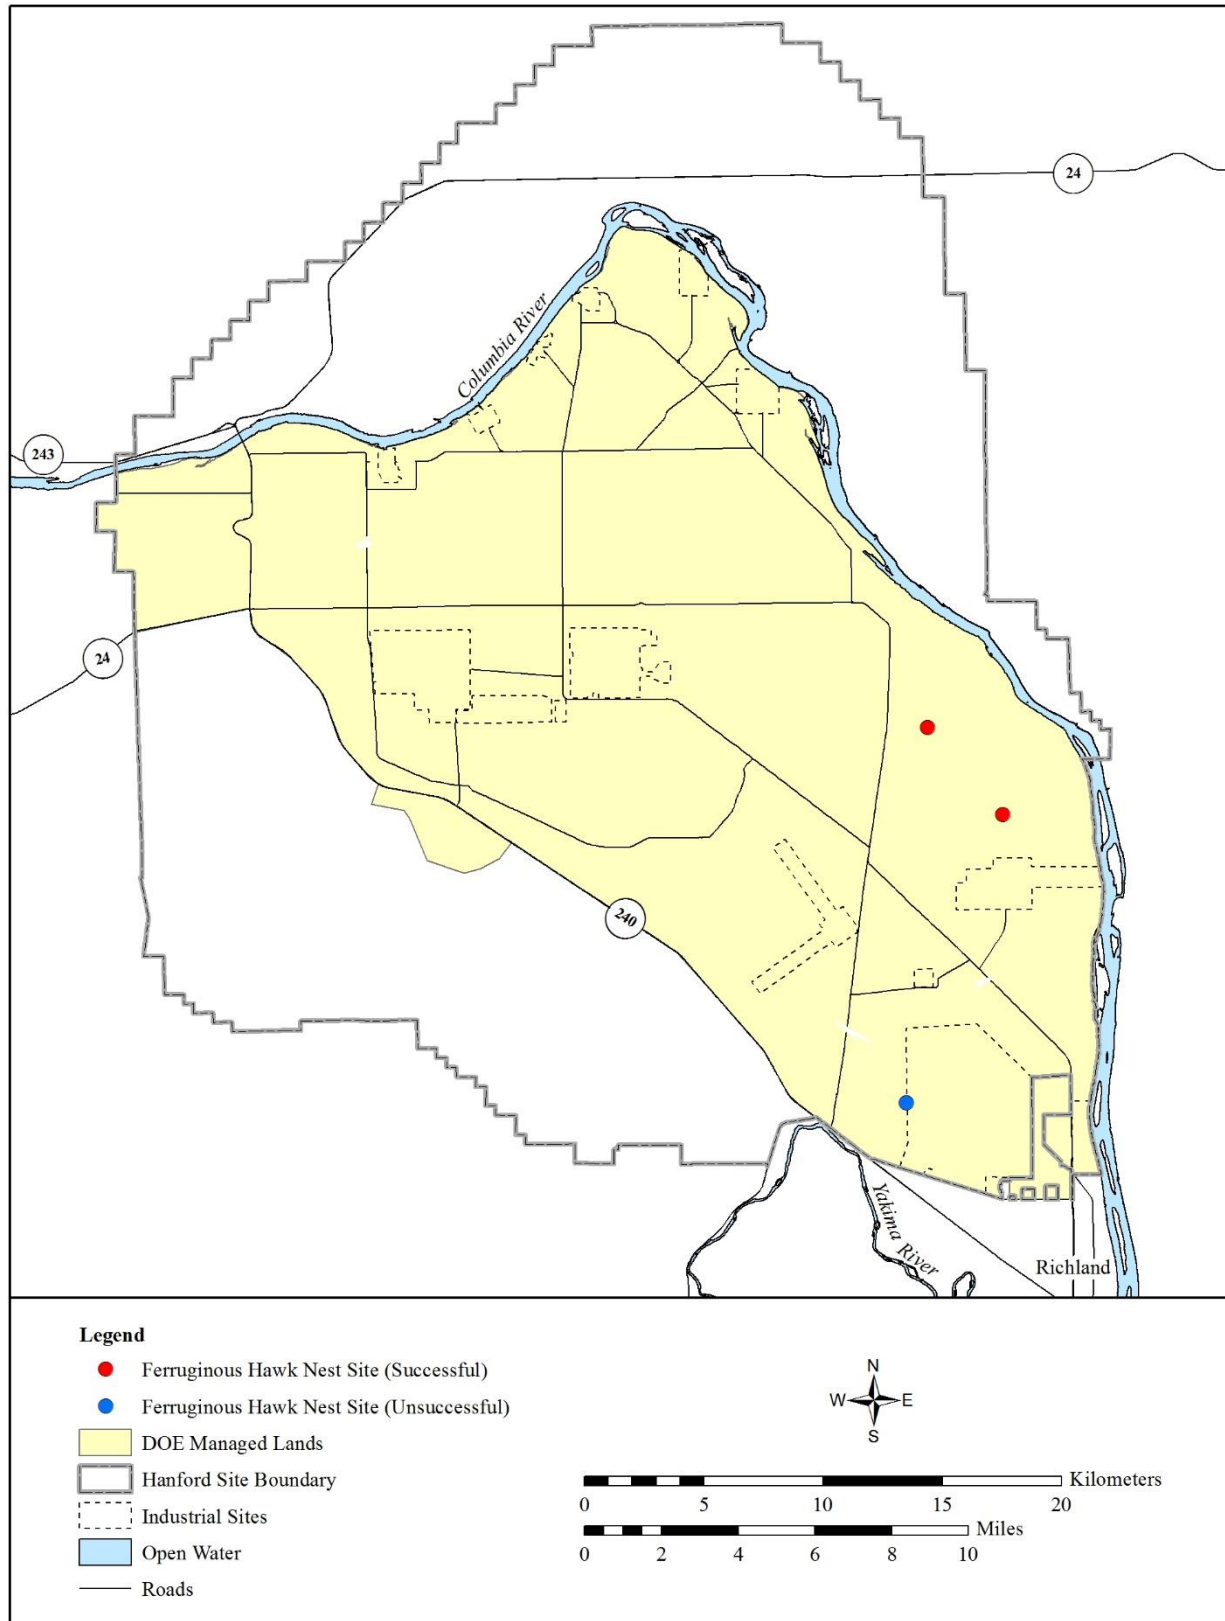 24
Columbia River
243
24
240
Yakima River
Richland
Legend
Ferruginous Hawk Nest Site (Successful)
Ferruginous Hawk Nest Site (Unsuccessful)
DOE Managed Lands
Hanford Site Boundary
Industrial Sites
Open Water
Roads
N
W E
S
Kilometers
0 5 10 15 20
Miles
0 2 4 6 8 10